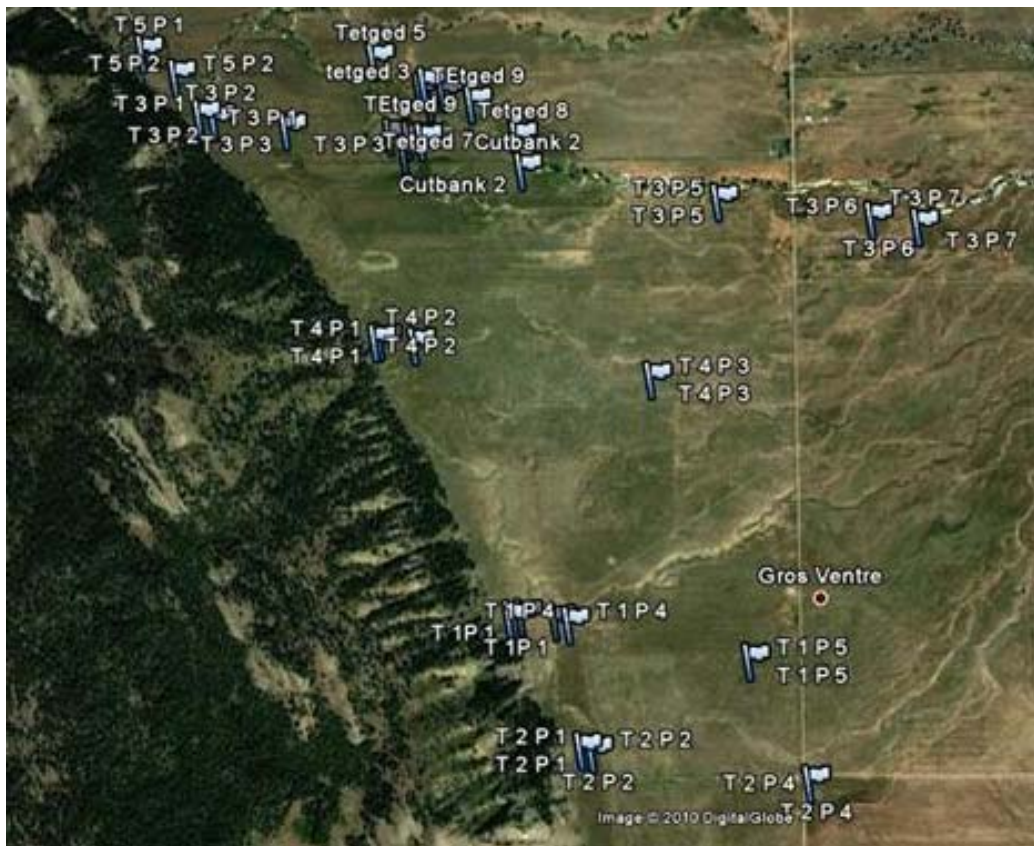 T 5 P 1
Tetged 5
T 5 P 2
T 5 P 2
tetged 3
TEtged 9
T 3 P 2
T 3 P 1
T 3 P 1
TEtged 9
Tetged 8
T 3 P 2
T 3 P 3
T 3 P 3
Tetged 7
Cutbank 2
Cutbank 2
T 3 P 5
T 3 P 5
T 3 P 6
T 3 P 7
T 3 P 6
T 3 P 7
T 4 P 2
T 4 P 1
T 4 P 1
T 4 P 2
T 4 P 3
T 4 P 3
Gros Ventre
T 1 P 4
T 1 P 4
T 1P 1
T 1P 1
T 1 P 5
T 1 P 5
T 2 P 1
T 2 P 2
T 2 P 1
T 2 P 2
T 2 P 4
T 2 P 4
Image © 2010 DigitalGlobe